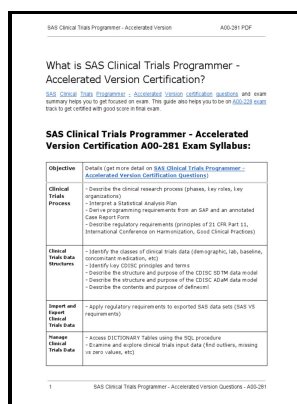 SAS Clinical Trials Programmer - Accelerated Version A00-281 PDF
What is SAS Clinical Trials Programmer -
Accelerated Version Certification?
SAS Clinical Trials Programmer - Accelerated Version certification questions and exam
summary helps you to get focused on exam. This guide also helps you to be on A00-228 exam
track to get certified with good score in final exam.
SAS Clinical Trials Programmer - Accelerated
Version Certification A00-281 Exam Syllabus:
Objective Details (get more detail on SAS Clinical Trials Programmer -
Accelerated Version Certification Questions)
Clinical
Trials
Process
- Describe the clinical research process (phases, key roles, key
organizations)
- Interpret a Statistical Analysis Plan
- Derive programming requirements from an SAP and an annotated
Case Report Form
- Describe regulatory requirements (principles of 21 CFR Part 11,
International Conference on Harmonization, Good Clinical Practices)
Clinical
Trials Data
Structures
- Identify the classes of clinical trials data (demographic, lab, baseline,
concomitant medication, etc)
- Identify key CDISC principles and terms
- Describe the structure and purpose of the CDISC SDTM data model
- Describe the structure and purpose of the CDISC ADaM data model
- Describe the contents and purpose of define.xml
Import and
Export
Clinical
Trials Data
- Apply regulatory requirements to exported SAS data sets (SAS V5
requirements)
Manage
Clinical
Trials Data
- Access DICTIONARY Tables using the SQL procedure
- Examine and explore clinical trials input data (find outliers, missing
vs zero values, etc)
1 SAS Clinical Trials Programmer - Accelerated Version Questions - A00-281